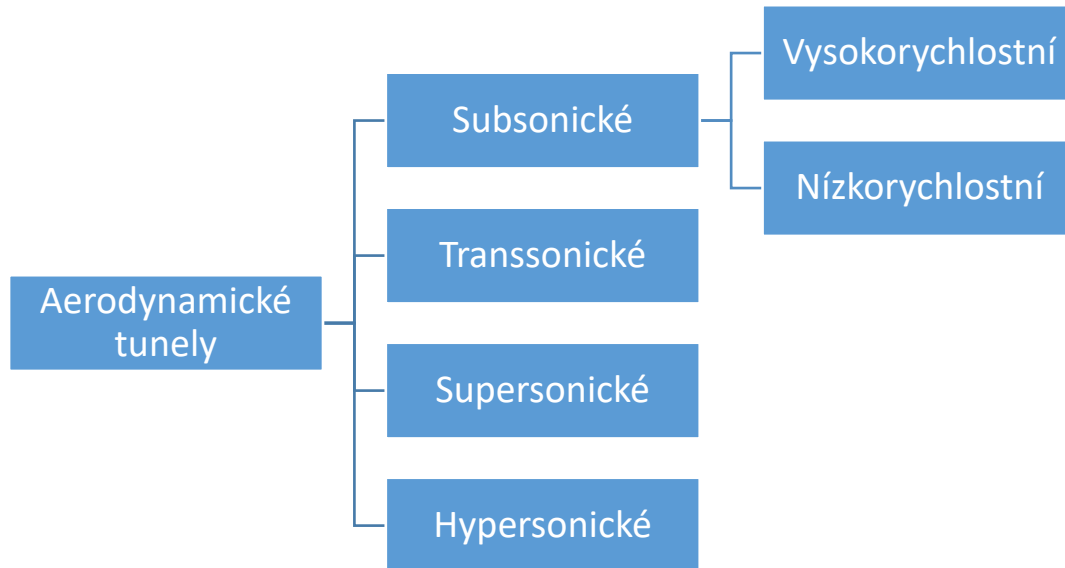 Aerodynamické
tunely
Subsonické
Vysokorychlostní
Nízkorychlostní
Transsonické
Supersonické
Hypersonické